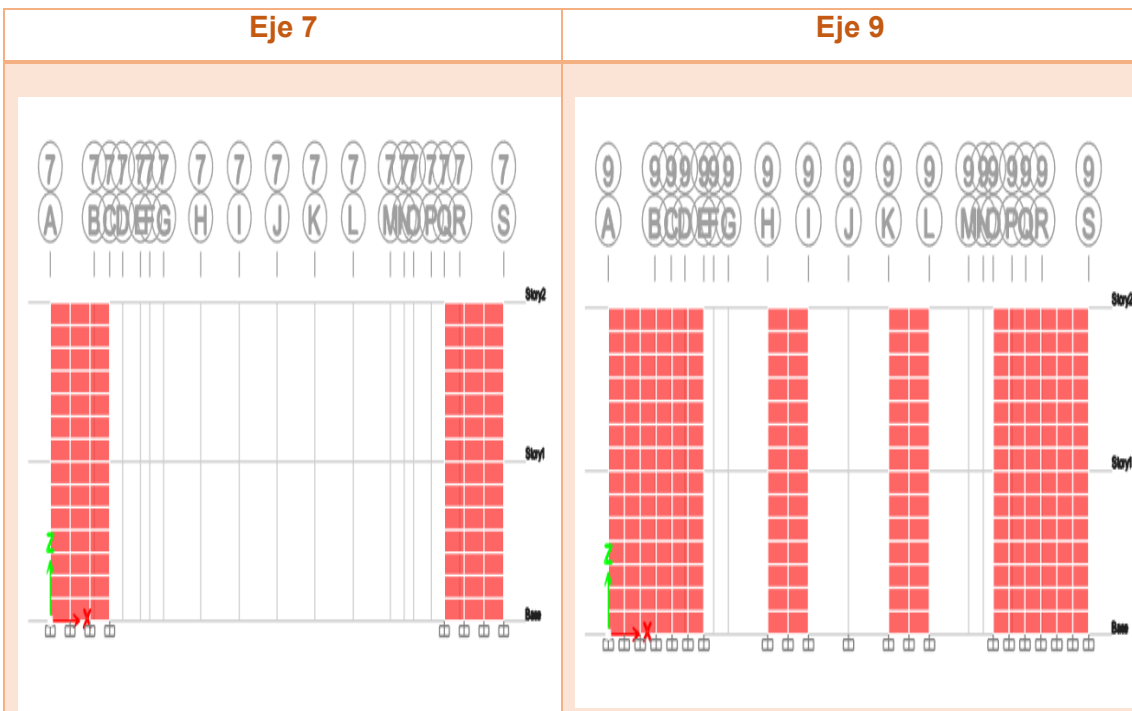 Eje 7
7 7 7 7 7 7 7 7 7 7 7 7 7 7 7 7 7 7 7
A B C D E F G H I J K L M N O P Q R S
Story2
Story1
Z
X
Base
Eje 9
9 9 9 9 9 9 9 9 9 9 9 9 9 9 9 9 9 9 9
A B C D E F G H I J K L M N O P Q R S
Story2
Story1
Z
X
Base